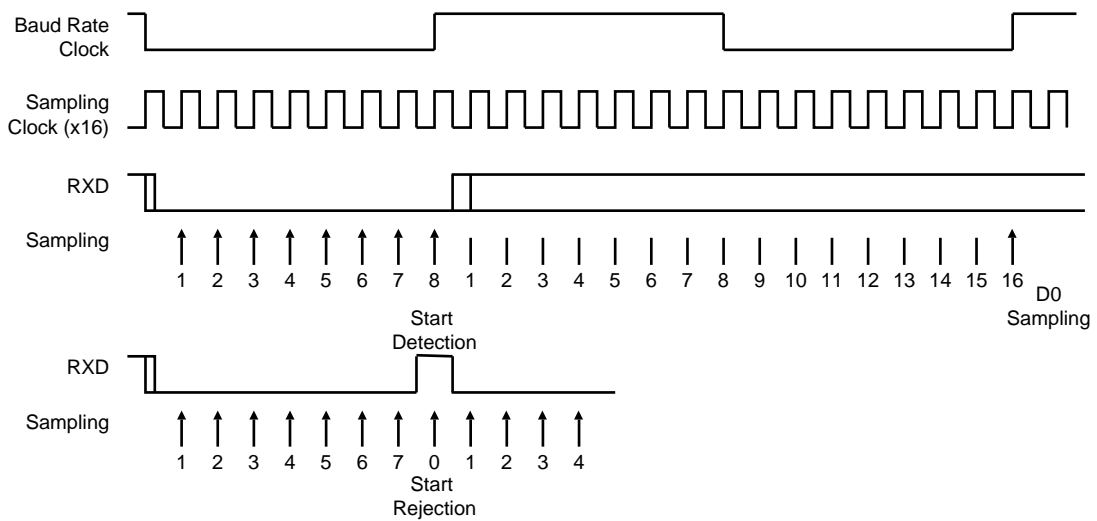 Baud Rate
Clock
Sampling
Clock (x16)
RXD
Sampling
1 2 3 4 5 6 7 8 1 2 3 4 5 6 7 8 9 10 11 12 13 14 15 16
D0
Sampling
Start
Detection
RXD
Sampling
1 2 3 4 5 6 7 0 1 2 3 4
Start
Rejection